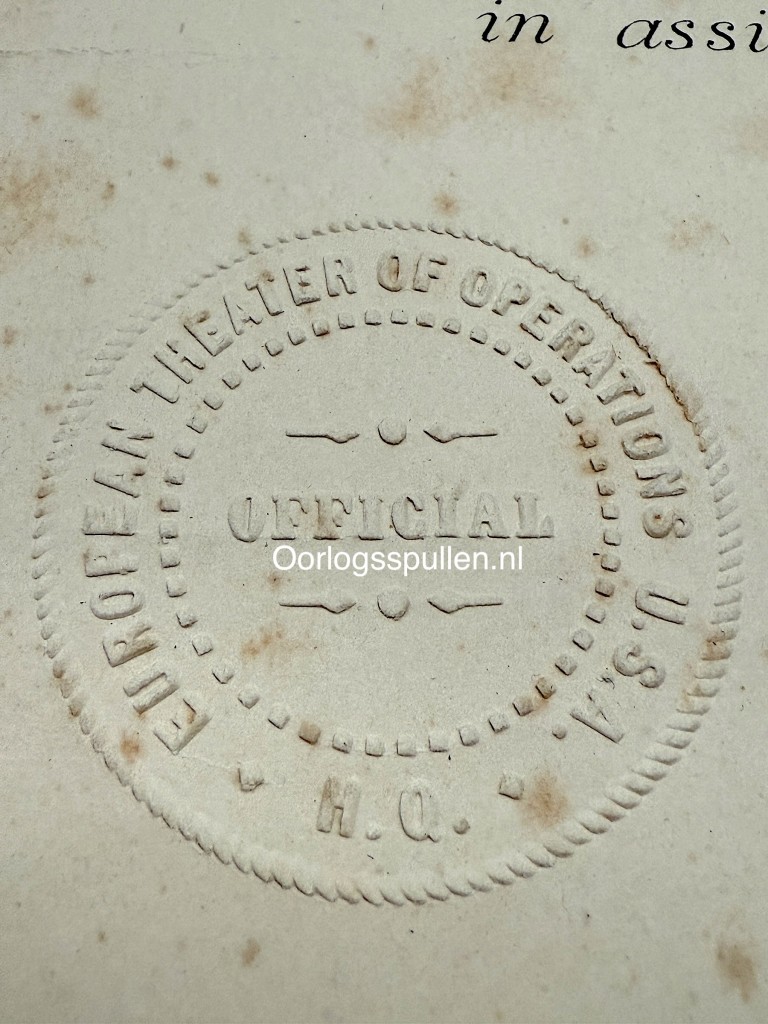 in assi
EUROPEAN THEATER OF OPERATIONS U.S.A.
OFFICIAL
Oorlogsspullen.nl
H.Q.